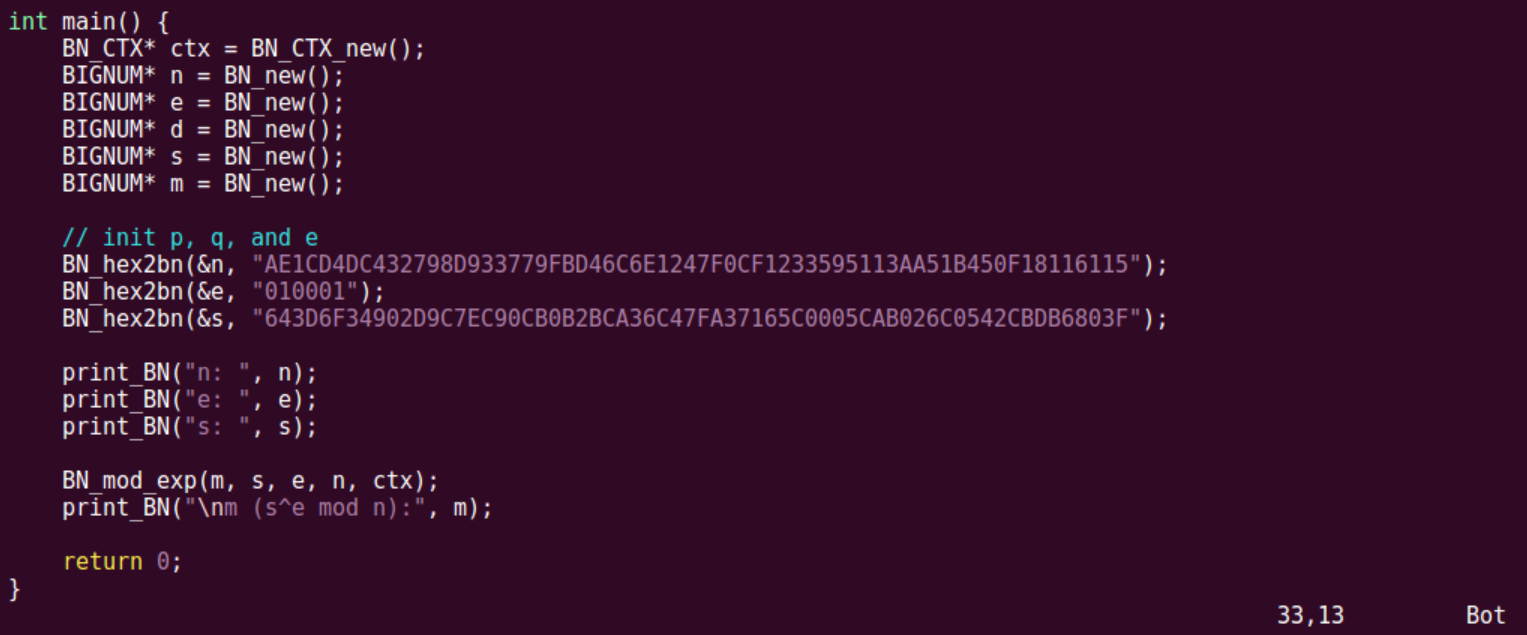 int main() {
    BN_CTX* ctx = BN_CTX_new();
    BIGNUM* n = BN_new();
    BIGNUM* e = BN_new();
    BIGNUM* d = BN_new();
    BIGNUM* s = BN_new();
    BIGNUM* m = BN_new();

    // init p, q, and e
    BN_hex2bn(&n, "AE1CD4DC432798D933779FBD46C6E1247F0CF1233595113AA51B450F18116115");
    BN_hex2bn(&e, "010001");
    BN_hex2bn(&s, "643D6F34902D9C7EC90CB0B2BCA36C47FA37165C0005CAB026C0542CBDB6803F");

    print_BN("n: ", n);
    print_BN("e: ", e);
    print_BN("s: ", s);

    BN_mod_exp(m, s, e, n, ctx);
    print_BN("\nm (s^e mod n):", m);

    return 0;
}
33,13 Bot